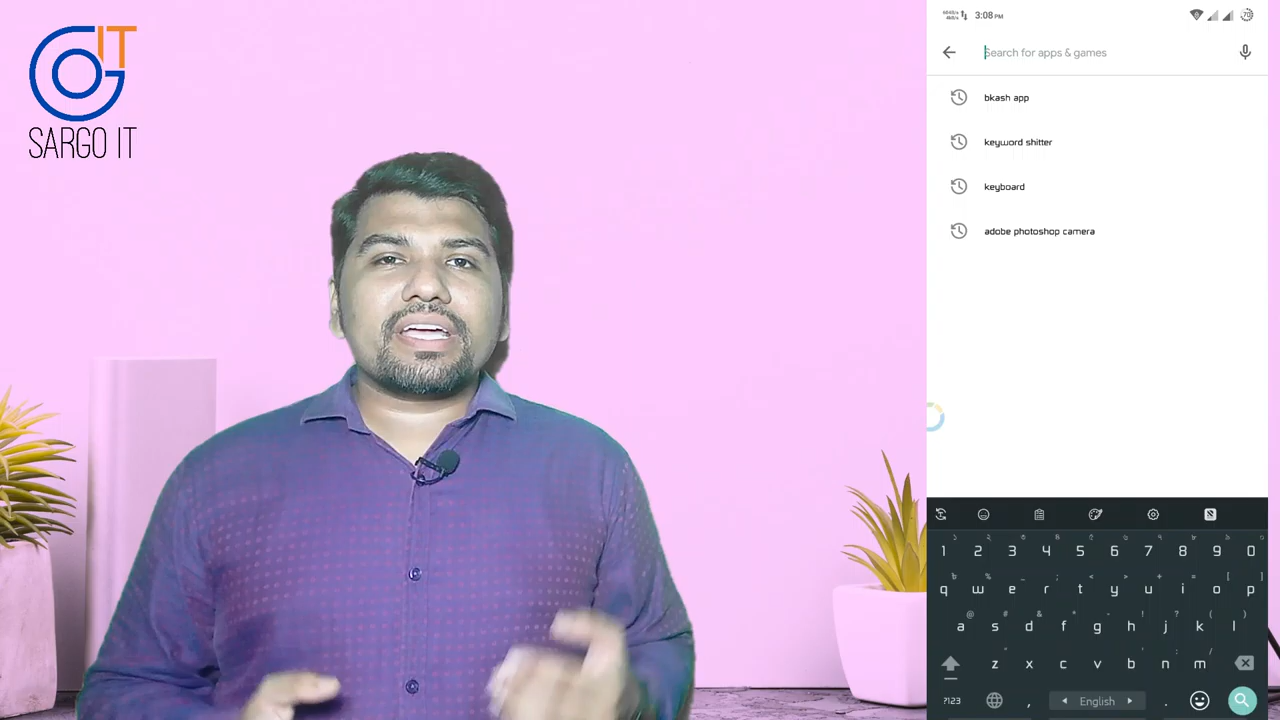 IT
SARGO IT
3:08 PM
Search for apps & games
bkash app
keyword shitter
keyboard
adobe photoshop camera
1 2 3 4 5 6 7 8 9 0
q w e r t y u i o p
a s d f g h j k l
z x c v b n m
?123 , English .